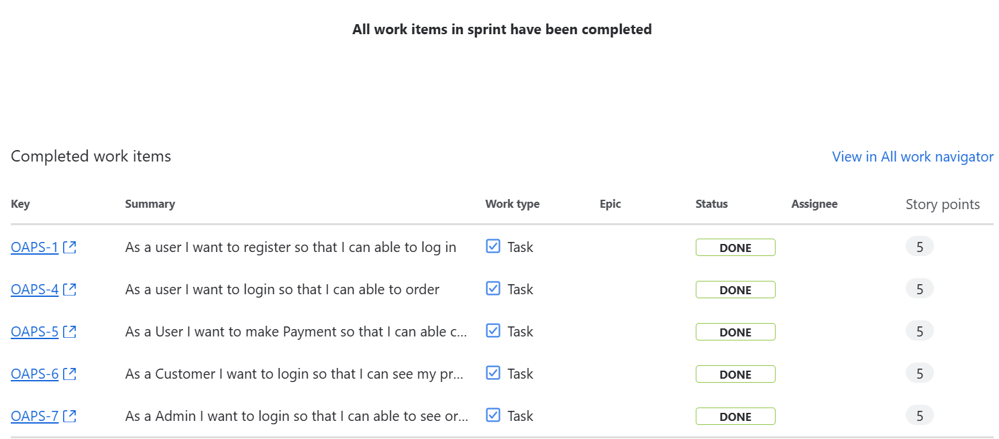 All work items in sprint have been completed
Completed work items View in All work navigator
Key Summary Work type Epic Status Assignee Story points
OAPS-1 As a user I want to register so that I can able to log in Task DONE 5
OAPS-4 As a user I want to login so that I can able to order Task DONE 5
OAPS-5 As a User I want to make Payment so that I can able c... Task DONE 5
OAPS-6 As a Customer I want to login so that I can see my pr... Task DONE 5
OAPS-7 As a Admin I want to login so that I can able to see or... Task DONE 5